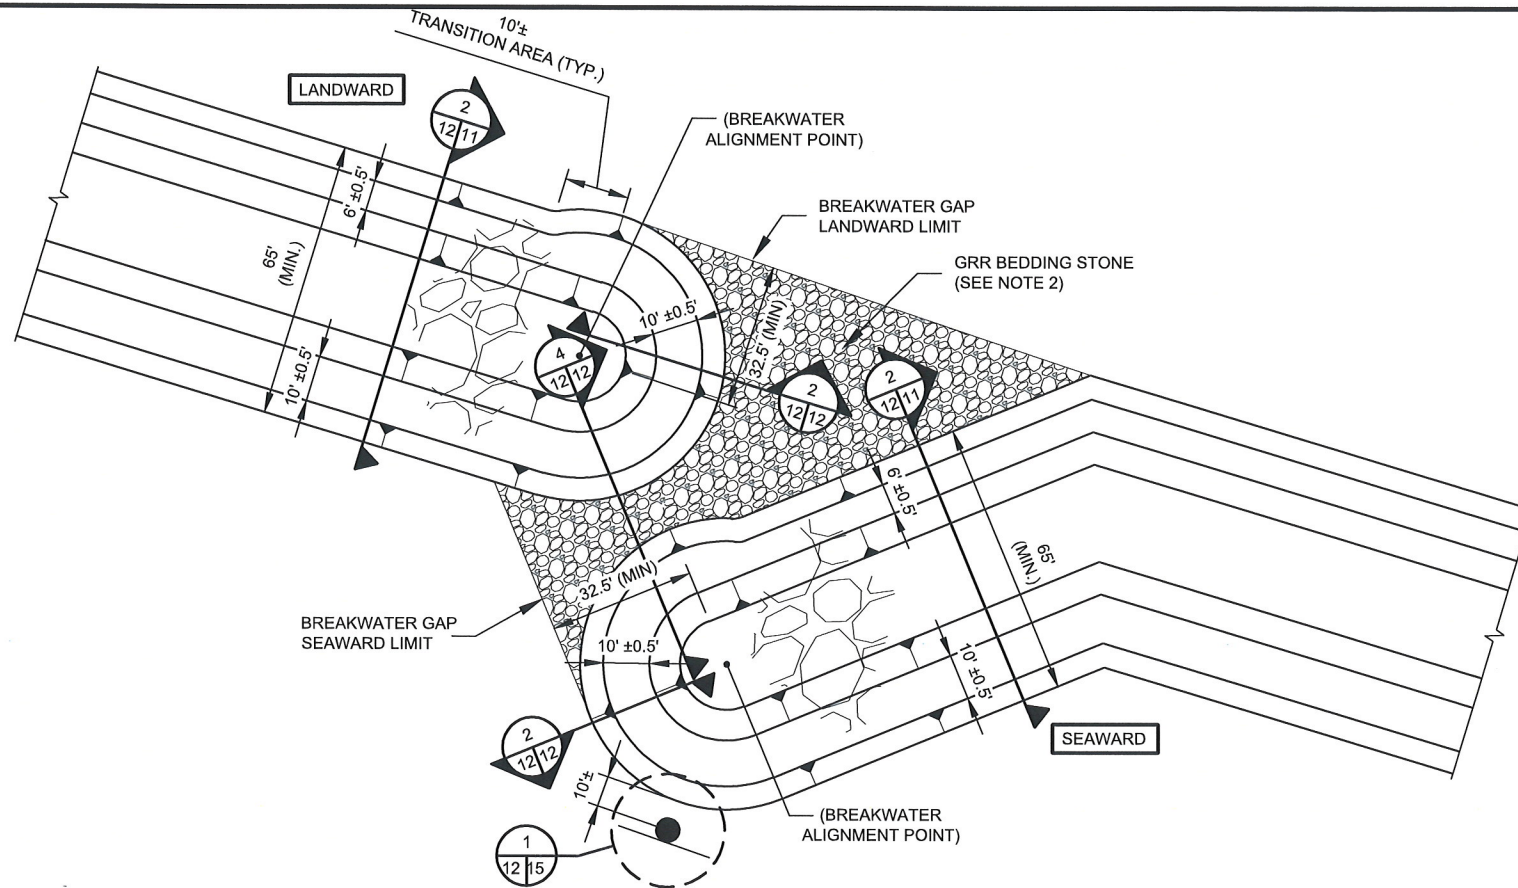 10'±
TRANSITION AREA (TYP.)
LANDWARD
2
12 11
(BREAKWATER
ALIGNMENT POINT)
6' ±0.5'
BREAKWATER GAP
LANDWARD LIMIT
65'
(MIN.)
GRR BEDDING STONE
(SEE NOTE 2)
10' ±0.5'
32.5' (MIN)
10' ±0.5'
4
12 12
2
12 12
2
12 11
6' ±0.5'
65'
(MIN.)
32.5' (MIN)
BREAKWATER GAP
SEAWARD LIMIT
10' ±0.5'
10' ±0.5'
SEAWARD
2
12 12
10'±
(BREAKWATER
ALIGNMENT POINT)
1
12 15